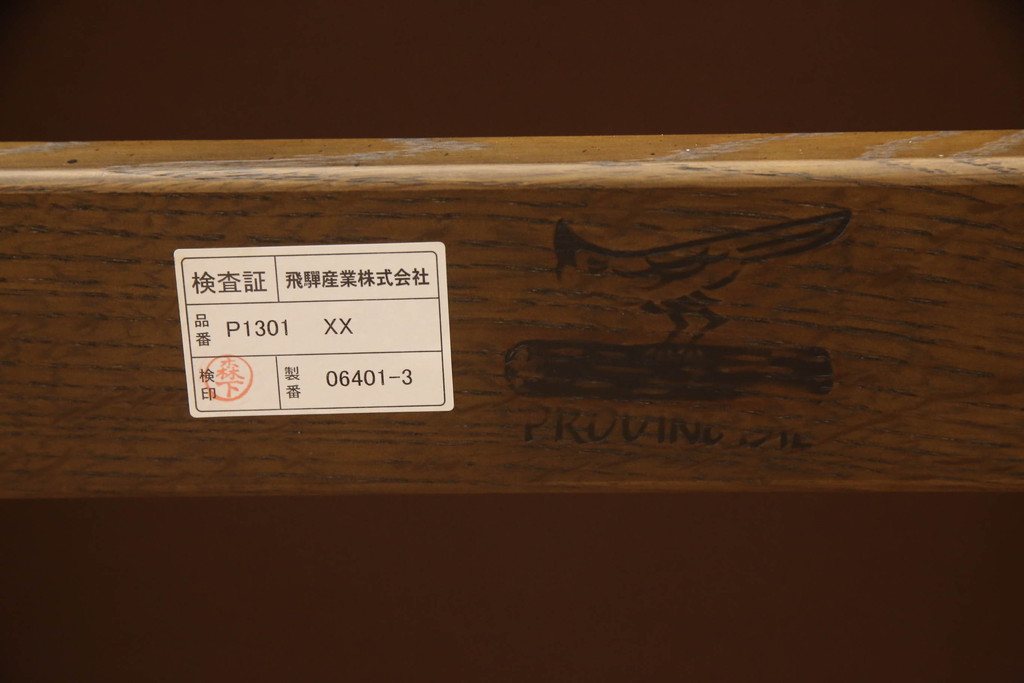 検査証 飛騨産業株式会社
品番 P1301 XX
検印 森下 製番 06401-3
PROVINCIAL